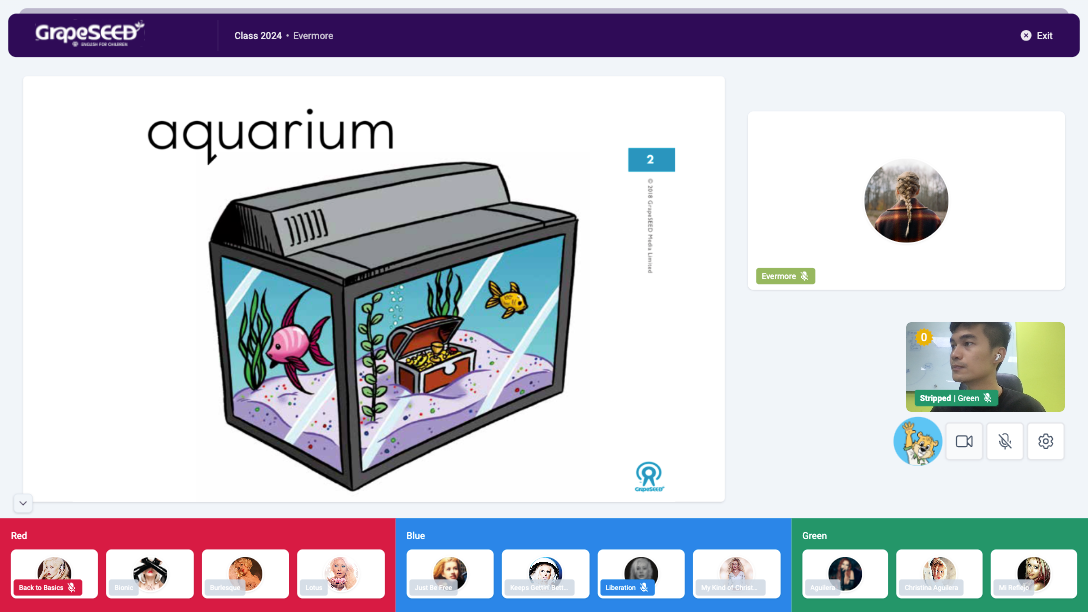 GrapeSEED
ENGLISH FOR CHILDREN
Class 2024 • Evermore
Exit
aquarium
2
© 2018 GrapeSEED Media Limited
GrapeSEED
Evermore
0
Stripped | Green
Red
Back to Basics
Bionic
Burlesque
Lotus
Blue
Just Be Free
Keeps Gettin' Bett...
Liberation
My Kind of Christ...
Green
Aguilera
Christina Aguilera
Mi Reflejo